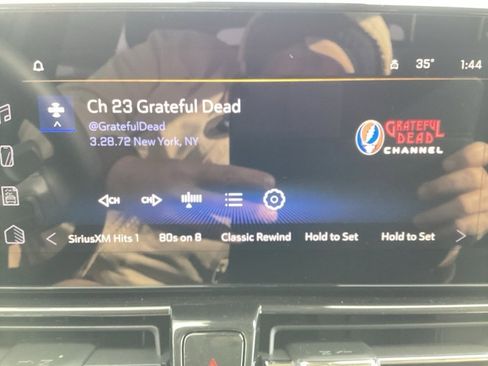 35° 1:44
Ch 23 Grateful Dead
@GratefulDead
3.28.72 New York, NY
GRATEFUL
DEAD
CHANNEL
CH CH
SiriusXM Hits 1 80s on 8 Classic Rewind Hold to Set Hold to Set